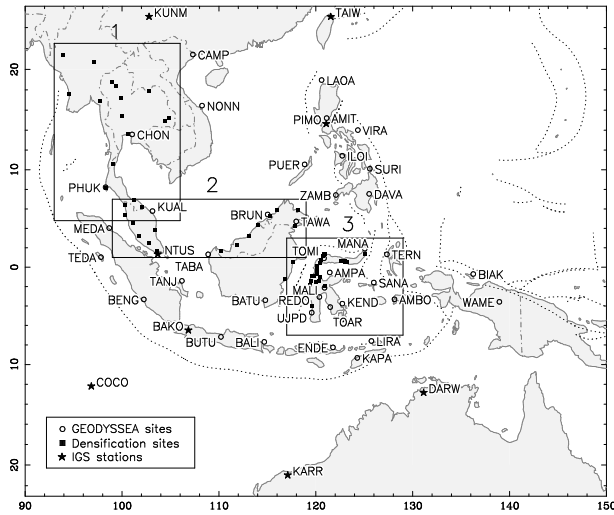 KUNM
TAIW
1
20
CAMP
LAOA
NONN
PIMO
AMIT
VIRA
CHON
ILOI
10
PUER
SURI
PHUK
2
ZAMB
DAVA
KUAL
BRUN
TAWA
3
MEDA
NTUS
TOMI
MANA
TERN
0
TEDA
TABA
AMPA
BIAK
TANJ
MALI
SANA
BENG
BATU
REDO
KEND
AMBO
WAME
UJPD
TOAR
BAKO
BUTU
BALI
ENDE
LIRA
KAPA
10
COCO
DARW
GEODYSSEA sites
Densification sites
IGS stations
20
KARR
90 100 110 120 130 140 150